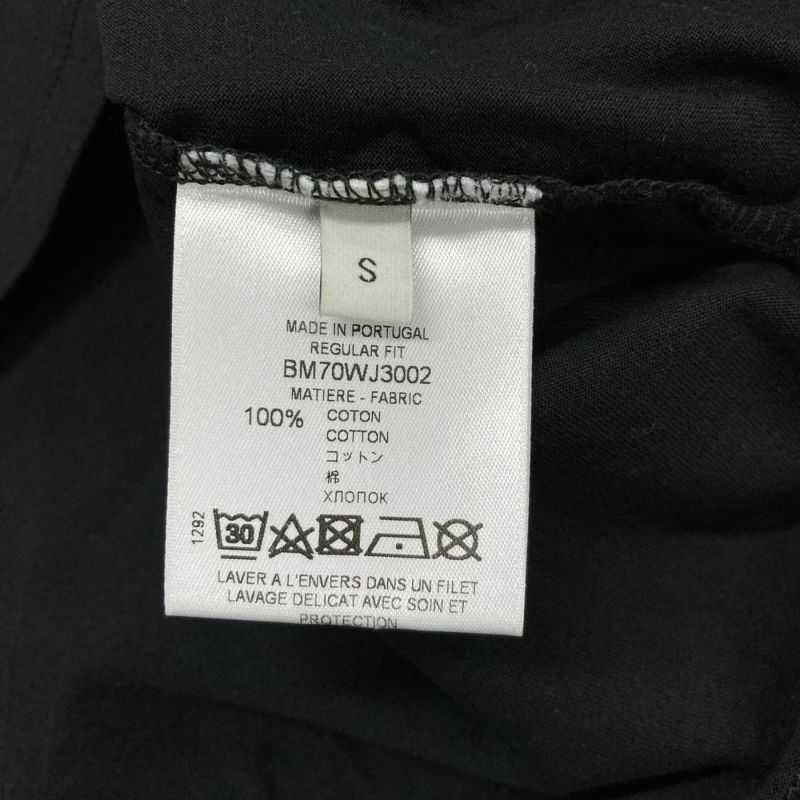 S
MADE IN PORTUGAL
REGULAR FIT
BM70WJ3002
MATIERE - FABRIC
100% COTON
COTTON
コットン
棉
ХЛОПОК
1292
30
LAVER A L'ENVERS DANS UN FILET
LAVAGE DELICAT AVEC SOIN ET
PROTECTION